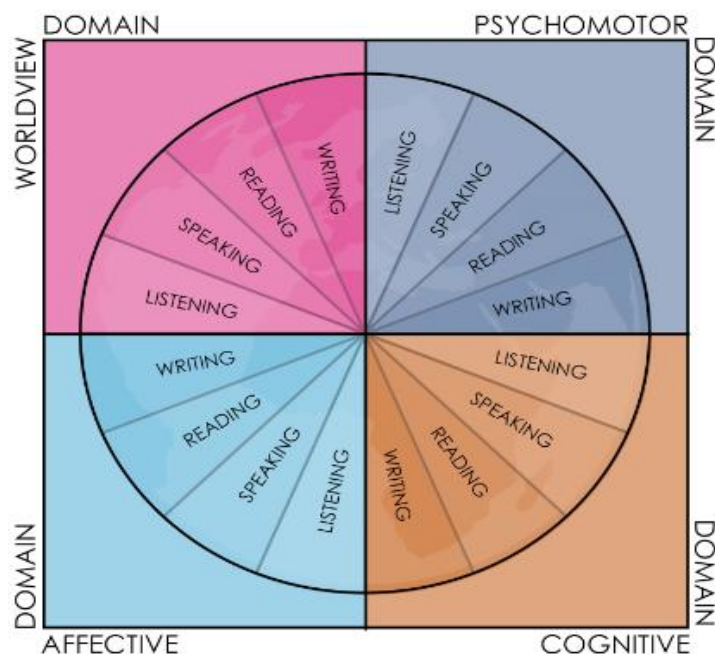 DOMAIN
PSYCHOMOTOR
WORLDVIEW
DOMAIN
LISTENING
SPEAKING
READING
WRITING
LISTENING
SPEAKING
READING
WRITING
LISTENING
SPEAKING
READING
WRITING
LISTENING
SPEAKING
READING
WRITING
DOMAIN
DOMAIN
AFFECTIVE
COGNITIVE